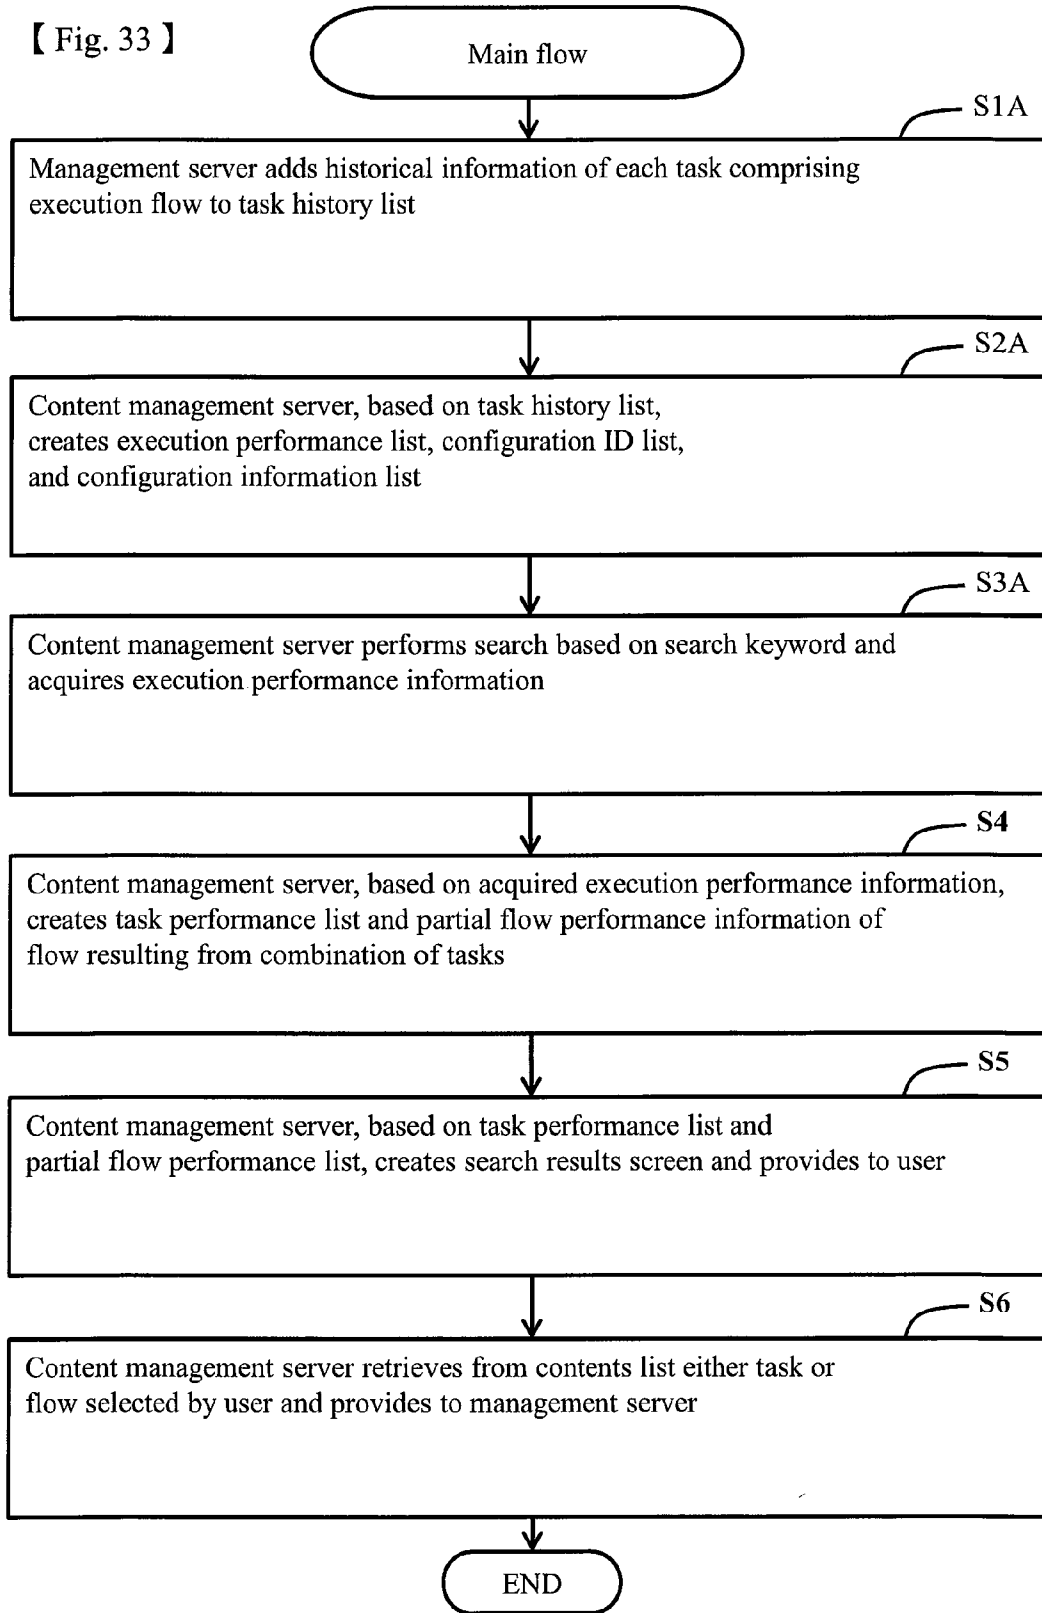 【 Fig. 33 】
Main flow
S1A
Management server adds historical information of each task comprising
execution flow to task history list
S2A
Content management server, based on task history list,
creates execution performance list, configuration ID list,
and configuration information list
S3A
Content management server performs search based on search keyword and
acquires execution performance information
S4
Content management server, based on acquired execution performance information,
creates task performance list and partial flow performance information of
flow resulting from combination of tasks
S5
Content management server, based on task performance list and
partial flow performance list, creates search results screen and provides to user
S6
Content management server retrieves from contents list either task or
flow selected by user and provides to management server
END